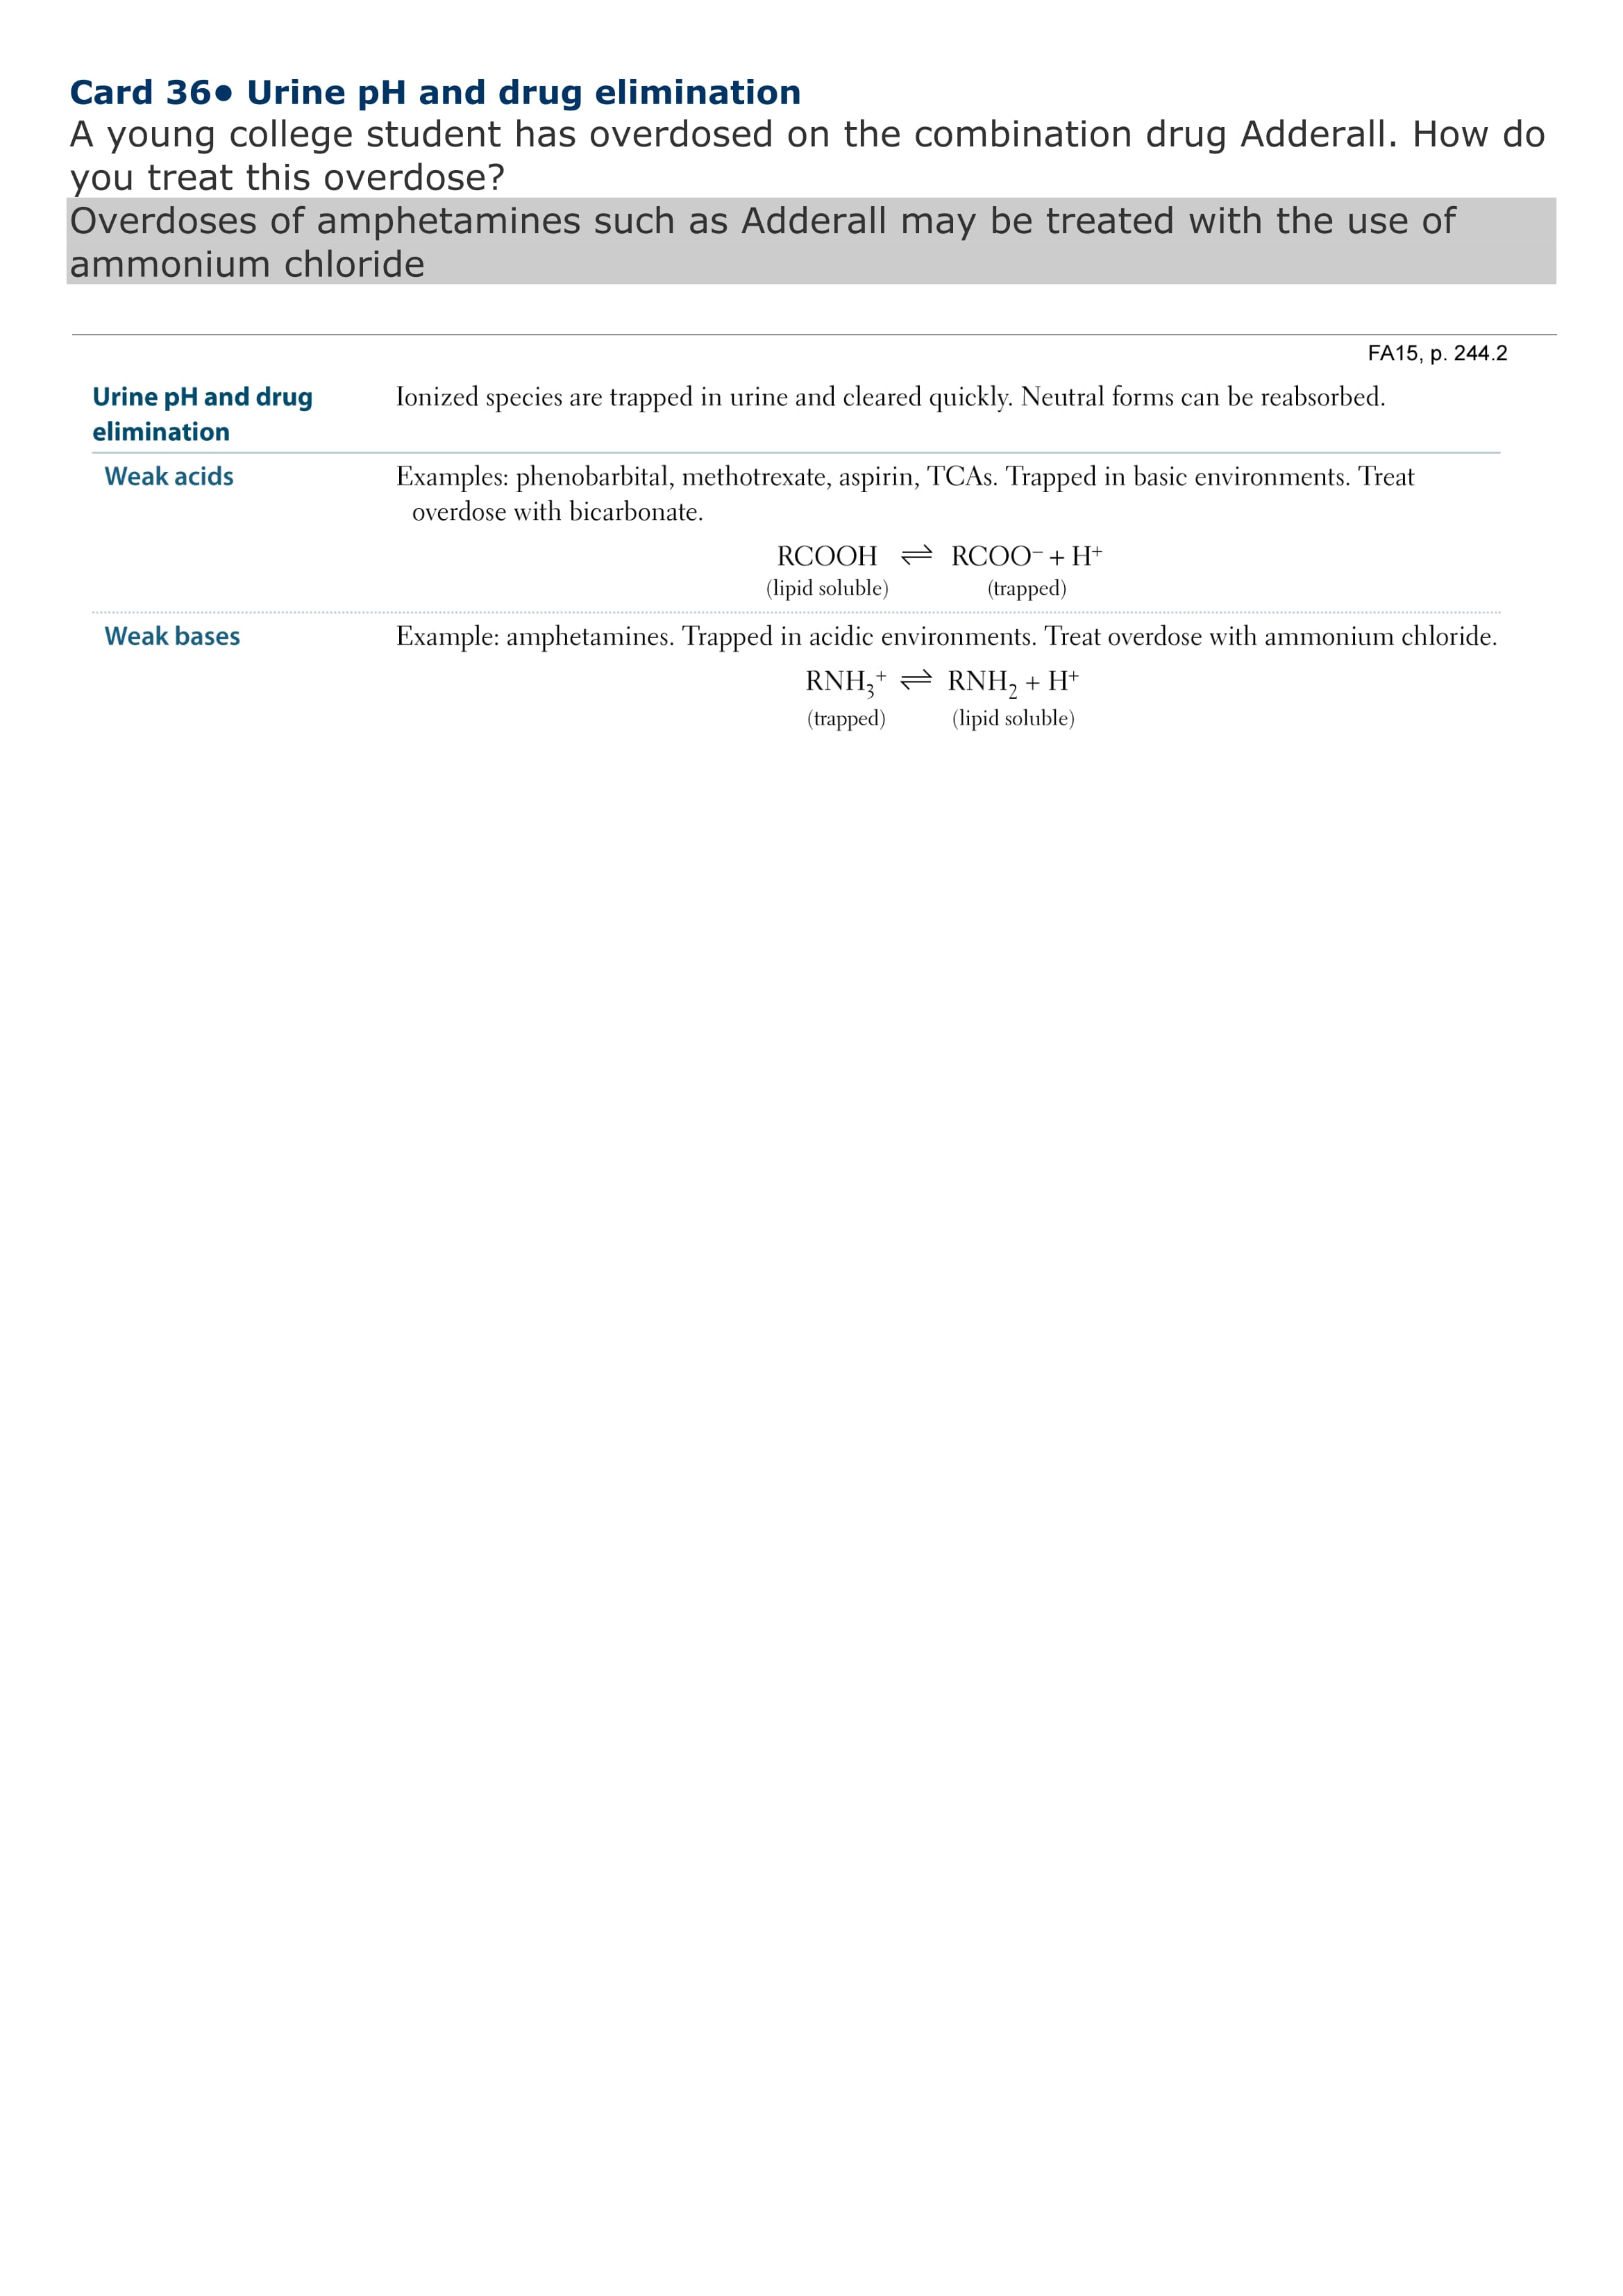 Card 36• Urine pH and drug elimination
A young college student has overdosed on the combination drug Adderall. How do
you treat this overdose?
Overdoses of amphetamines such as Adderall may be treated with the use of
ammonium chloride
FA15, p. 244.2
Urine pH and drug
elimination
Ionized species are trapped in urine and cleared quickly. Neutral forms can be reabsorbed.
Weak acids
Examples: phenobarbital, methotrexate, aspirin, TCAs. Trapped in basic environments. Treat
overdose with bicarbonate.
RCOOH ⇌ RCOO⁻ + H⁺
(lipid soluble) (trapped)
Weak bases
Example: amphetamines. Trapped in acidic environments. Treat overdose with ammonium chloride.
RNH₃⁺ ⇌ RNH₂ + H⁺
(trapped) (lipid soluble)